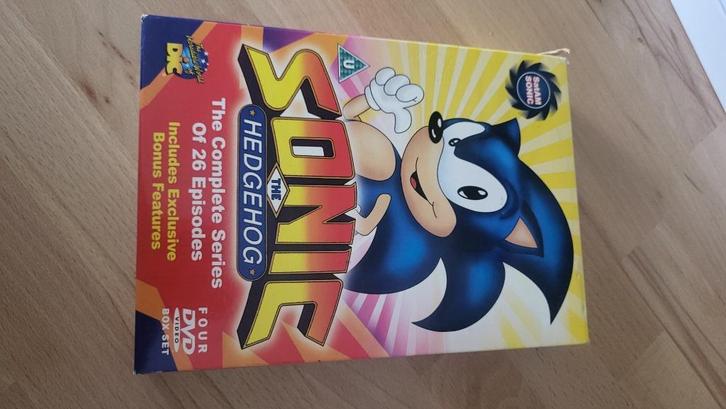 SatAM
SONIC
U
SONIC
THE
HEDGEHOG
The Complete Series
Of 26 Episodes
Includes Exclusive
Bonus Features
DiC
FOUR
DVD
VIDEO
BOX SET